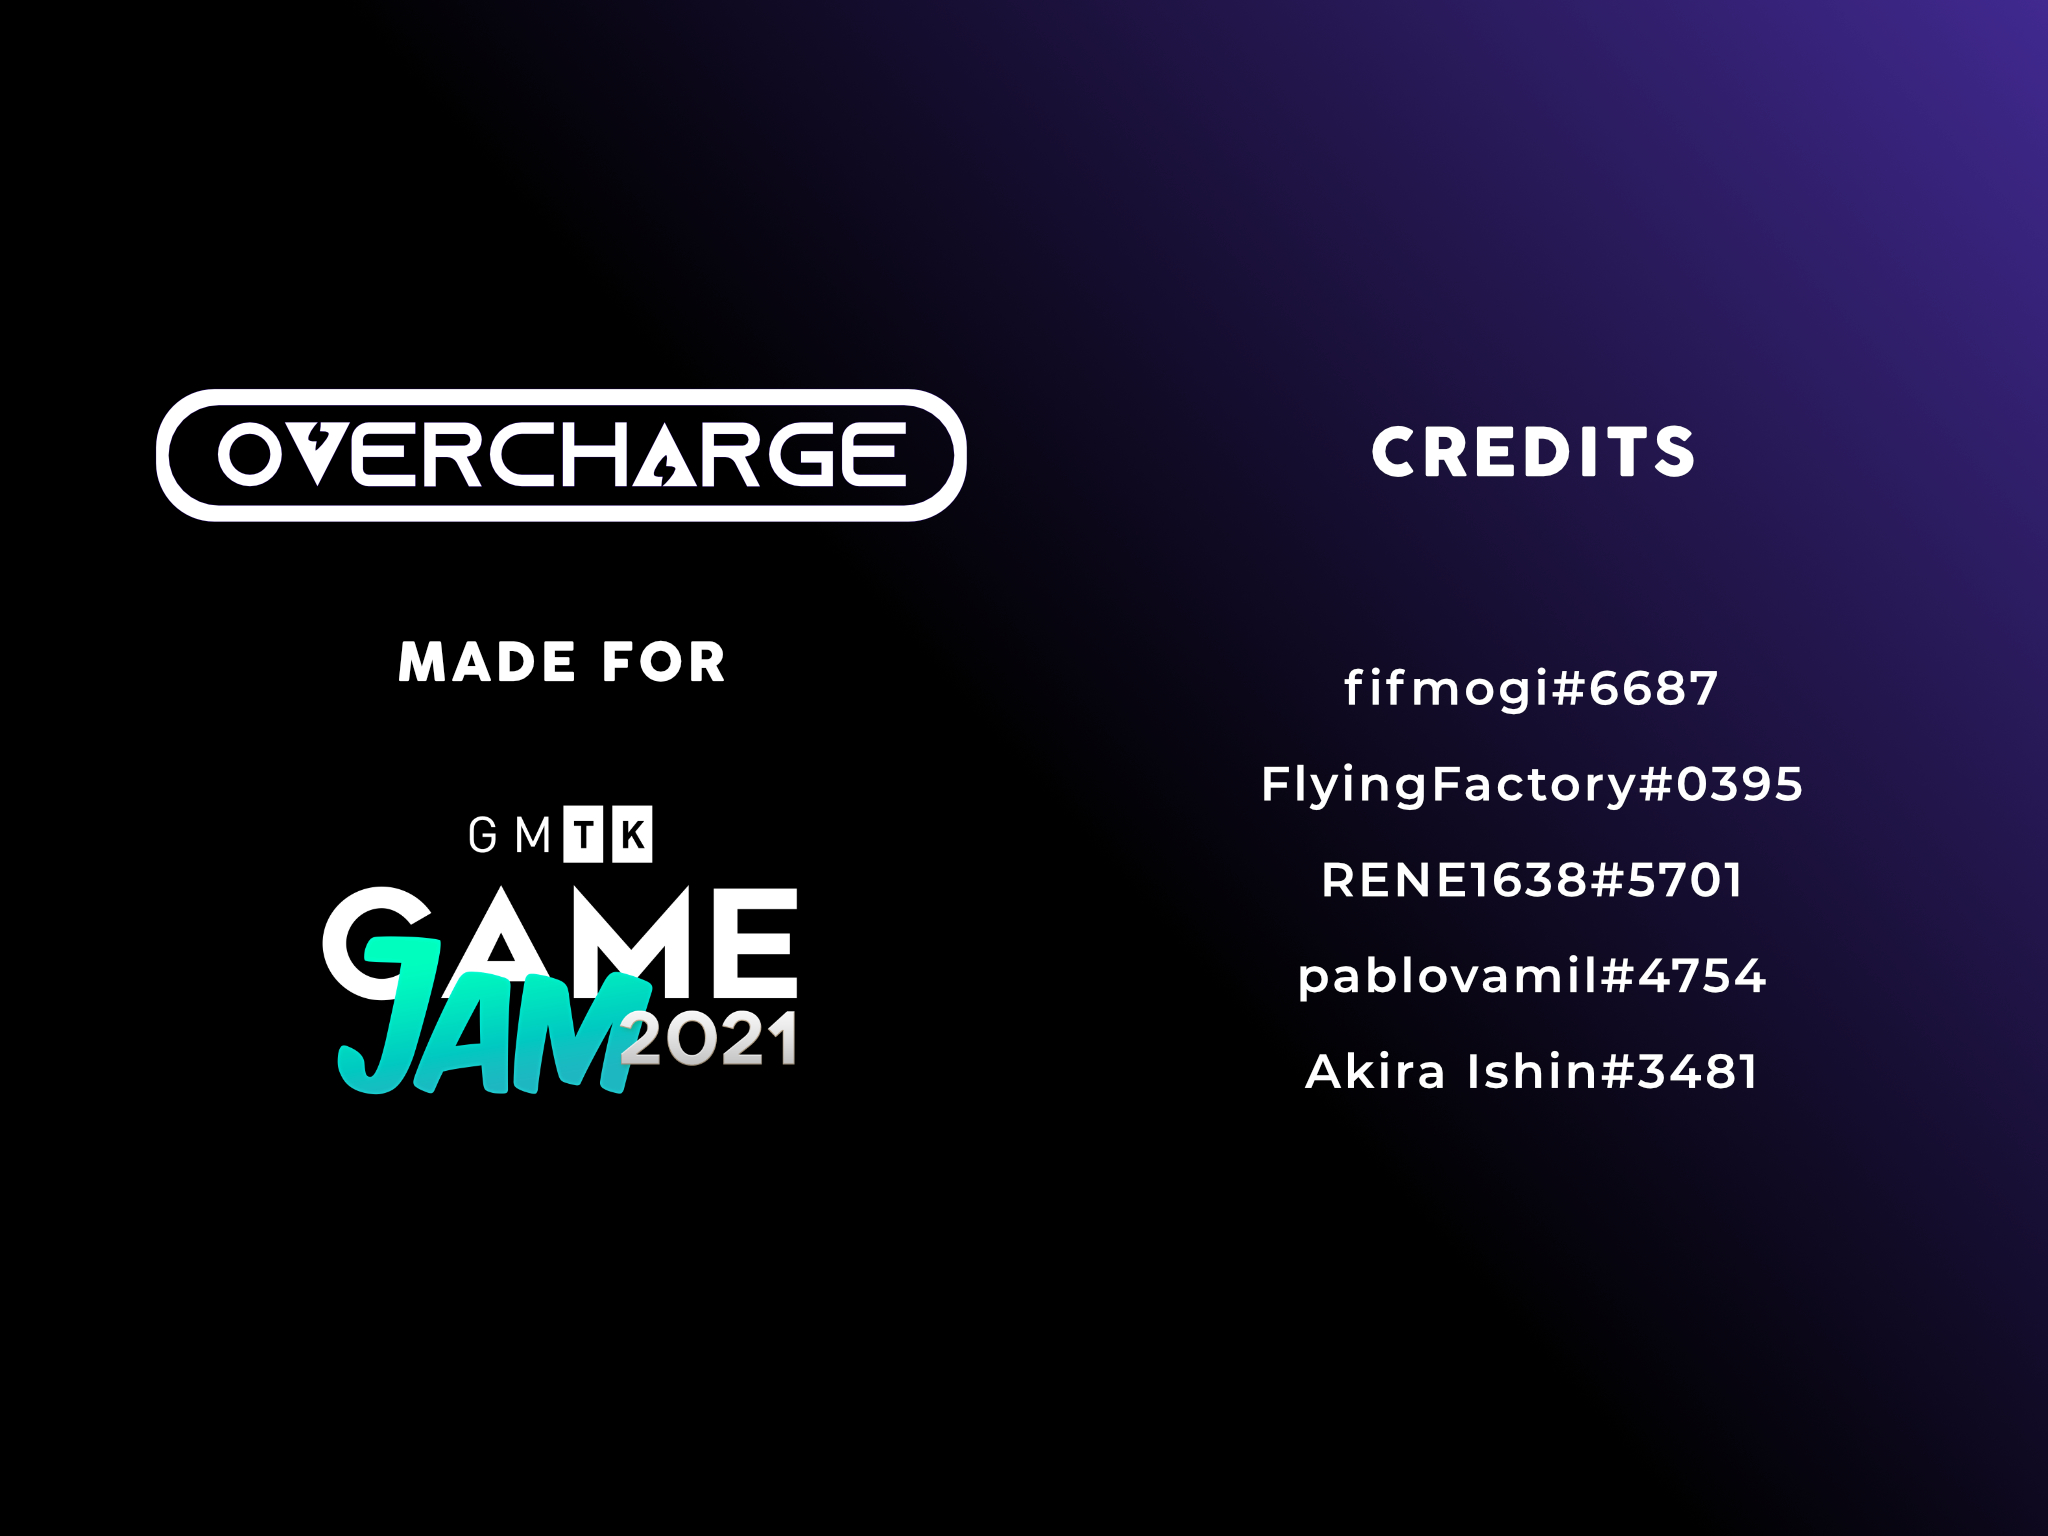 OVERCHARGE
MADE FOR
GMTK
GAME
JAM
2021
CREDITS
fifmogi#6687
FlyingFactory#0395
RENE1638#5701
pablovamil#4754
Akira Ishin#3481